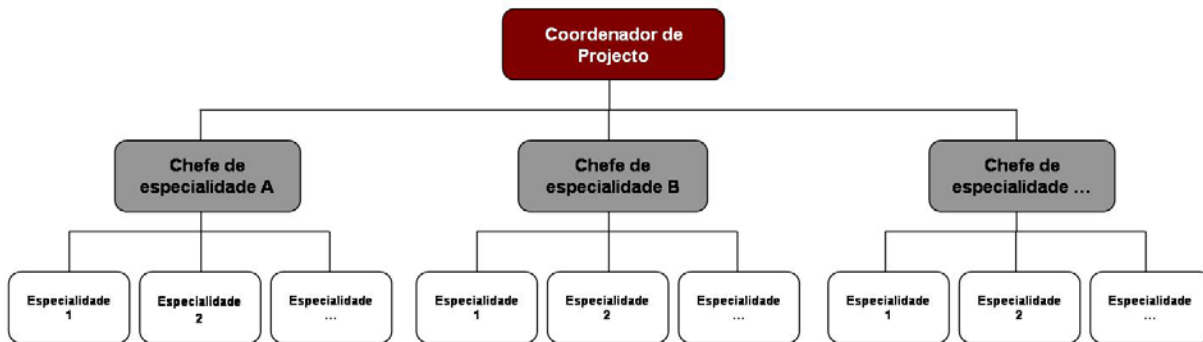 Coordenador de
Projecto
Chefe de
especialidade A
Chefe de
especialidade B
Chefe de
especialidade ...
Especialidade
1
Especialidade
2
Especialidade
...
Especialidade
1
Especialidade
2
Especialidade
...
Especialidade
1
Especialidade
2
Especialidade
...